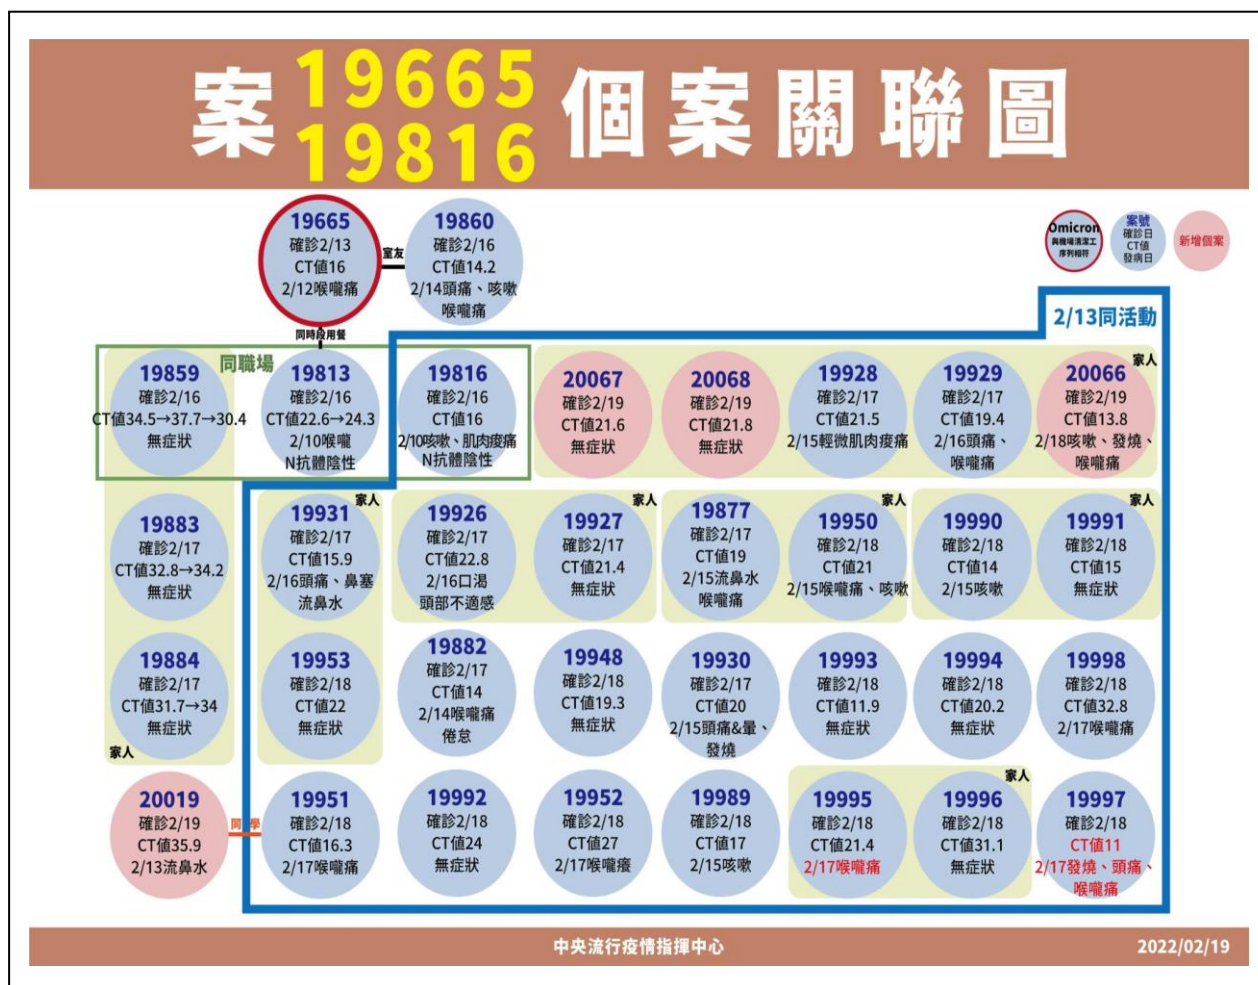 案 19665 個案關聯圖
19816
19665
確診2/13
CT值16
2/12喉嚨痛
室友
19860
確診2/16
CT值14.2
2/14頭痛、咳嗽
喉嚨痛
Omicron
與機場清潔工
序列相符
案號
確診日
CT值
發病日
新增個案
同時段用餐
2/13同活動
同職場
19859
確診2/16
CT值34.5→37.7→30.4
無症狀
19813
確診2/16
CT值22.6→24.3
2/10喉嚨
N抗體陰性
19816
確診2/16
CT值16
2/10咳嗽、肌肉痠痛
N抗體陰性
20067
確診2/19
CT值21.6
無症狀
20068
確診2/19
CT值21.8
無症狀
19928
確診2/17
CT值21.5
2/15輕微肌肉痠痛
19929
確診2/17
CT值19.4
2/16頭痛、
喉嚨痛
家人
20066
確診2/19
CT值13.8
2/18咳嗽、發燒、
喉嚨痛
19883
確診2/17
CT值32.8→34.2
無症狀
家人
19931
確診2/17
CT值15.9
2/16頭痛、鼻塞
流鼻水
19926
確診2/17
CT值22.8
2/16口渴
頭部不適感
家人
19927
確診2/17
CT值21.4
無症狀
19877
確診2/17
CT值19
2/15流鼻水
喉嚨痛
家人
19950
確診2/18
CT值21
2/15喉嚨痛、咳嗽
19990
確診2/18
CT值14
2/15咳嗽
家人
19991
確診2/18
CT值15
無症狀
19884
確診2/17
CT值31.7→34
無症狀
家人
19953
確診2/18
CT值22
無症狀
19882
確診2/17
CT值14
2/14喉嚨痛
倦怠
19948
確診2/18
CT值19.3
無症狀
19930
確診2/17
CT值20
2/15頭痛&暈、
發燒
19993
確診2/18
CT值11.9
無症狀
19994
確診2/18
CT值20.2
無症狀
19998
確診2/18
CT值32.8
2/17喉嚨痛
20019
確診2/19
CT值35.9
2/13流鼻水
同學
19951
確診2/18
CT值16.3
2/17喉嚨痛
19992
確診2/18
CT值24
無症狀
19952
確診2/18
CT值27
2/17喉嚨癢
19989
確診2/18
CT值17
2/15咳嗽
19995
確診2/18
CT值21.4
2/17喉嚨痛
家人
19996
確診2/18
CT值31.1
無症狀
19997
確診2/18
CT值11
2/17發燒、頭痛、
喉嚨痛
中央流行疫情指揮中心
2022/02/19